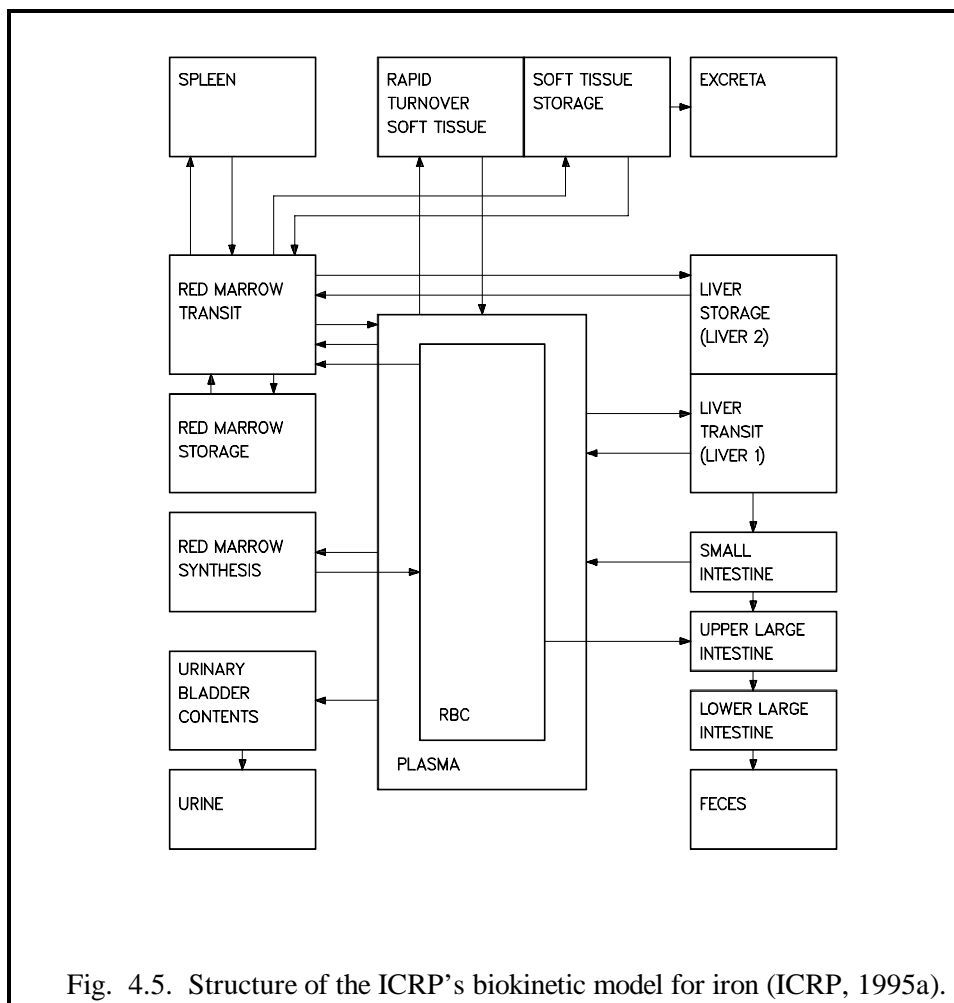 SPLEEN
RAPID
TURNOVER
SOFT TISSUE
SOFT TISSUE
STORAGE
EXCRETA
RED MARROW
TRANSIT
LIVER
STORAGE
(LIVER 2)
RED MARROW
STORAGE
LIVER
TRANSIT
(LIVER 1)
RED MARROW
SYNTHESIS
SMALL
INTESTINE
UPPER LARGE
INTESTINE
URINARY
BLADDER
CONTENTS
LOWER LARGE
INTESTINE
RBC
PLASMA
URINE
FECES
Fig. 4.5. Structure of the ICRP's biokinetic model for iron (ICRP, 1995a).